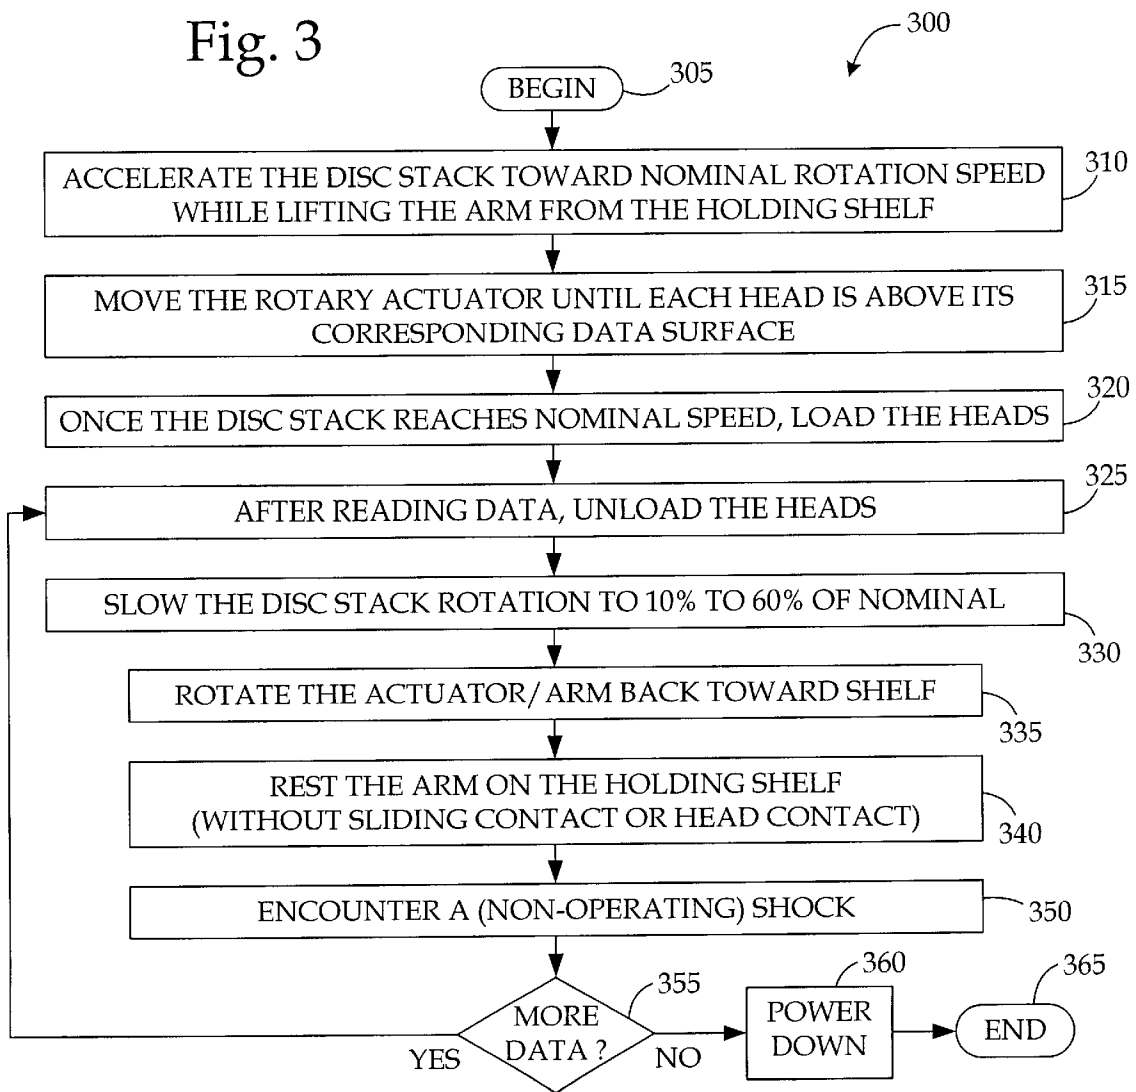 Fig. 3
300
BEGIN
305
ACCELERATE THE DISC STACK TOWARD NOMINAL ROTATION SPEED
WHILE LIFTING THE ARM FROM THE HOLDING SHELF
310
MOVE THE ROTARY ACTUATOR UNTIL EACH HEAD IS ABOVE ITS
CORRESPONDING DATA SURFACE
315
ONCE THE DISC STACK REACHES NOMINAL SPEED, LOAD THE HEADS
320
AFTER READING DATA, UNLOAD THE HEADS
325
SLOW THE DISC STACK ROTATION TO 10% TO 60% OF NOMINAL
330
ROTATE THE ACTUATOR/ARM BACK TOWARD SHELF
335
REST THE ARM ON THE HOLDING SHELF
(WITHOUT SLIDING CONTACT OR HEAD CONTACT)
340
ENCOUNTER A (NON-OPERATING) SHOCK
350
MORE
DATA ?
355
YES
NO
POWER
DOWN
360
END
365